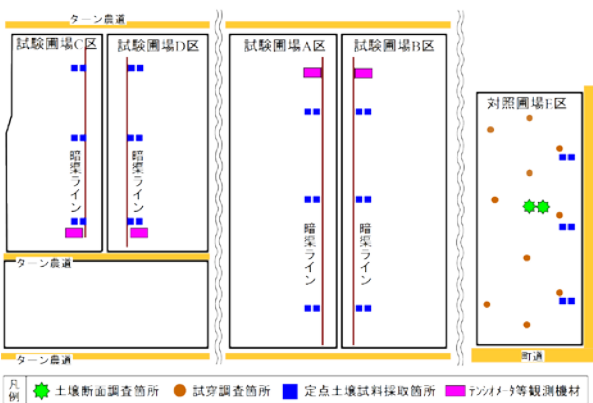 ターン農道
試験圃場C区
試験圃場D区
試験圃場A区
試験圃場B区
対照圃場E区
暗渠ライン
暗渠ライン
暗渠ライン
暗渠ライン
ターン農道
ターン農道
町道
凡例
土壌断面調査箇所
試穿調査箇所
定点土壌試料採取箇所
テンシオメータ等観測機材